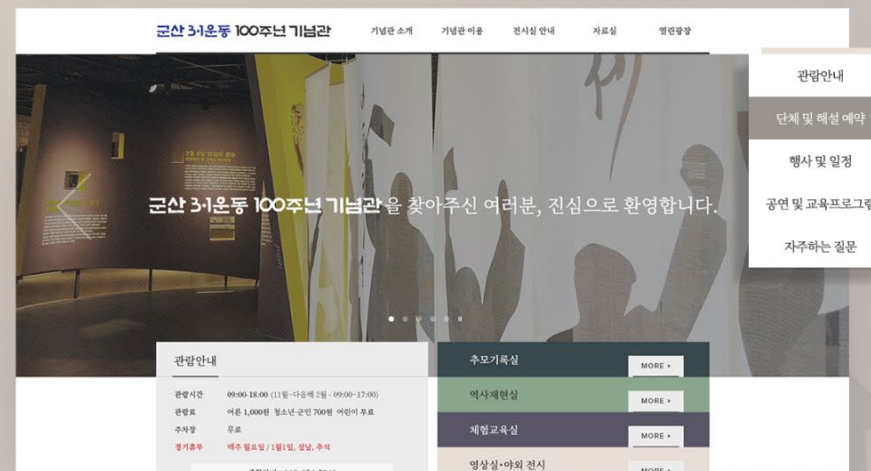 군산 3·1운동 100주년 기념관
기념관 소개
기념관 이용
전시실 안내
자료실
열린광장
관람안내
단체 및 해설 예약
행사 및 일정
공연 및 교육프로그램
자주하는 질문
군산 3·1운동 100주년 기념관을 찾아주신 여러분, 진심으로 환영합니다.
관람안내
관람시간 09:00-18:00 (11월~다음해 2월 - 09:00~17:00)
관람료 어른 1,000원 청소년·군인 700원 어린이 무료
주차장 무료
정기휴무 매주 월요일 / 1월1일, 설날, 추석
추모기록실 MORE
역사재현실 MORE
체험교육실 MORE
영상실·야외 전시 MORE